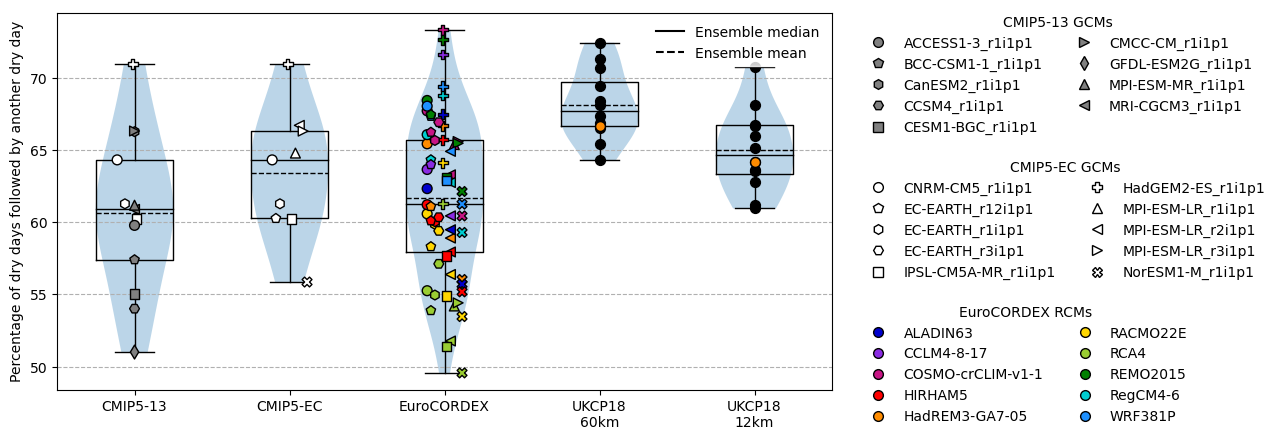 Percentage of dry days followed by another dry day
70
65
60
55
50
Ensemble median
Ensemble mean
CMIP5-13
CMIP5-EC
EuroCORDEX
UKCP18
60km
UKCP18
12km
CMIP5-13 GCMs
ACCESS1-3_r1i1p1
BCC-CSM1-1_r1i1p1
CanESM2_r1i1p1
CCSM4_r1i1p1
CESM1-BGC_r1i1p1
CMCC-CM_r1i1p1
GFDL-ESM2G_r1i1p1
MPI-ESM-MR_r1i1p1
MRI-CGCM3_r1i1p1
CMIP5-EC GCMs
CNRM-CM5_r1i1p1
EC-EARTH_r12i1p1
EC-EARTH_r1i1p1
EC-EARTH_r3i1p1
IPSL-CM5A-MR_r1i1p1
HadGEM2-ES_r1i1p1
MPI-ESM-LR_r1i1p1
MPI-ESM-LR_r2i1p1
MPI-ESM-LR_r3i1p1
NorESM1-M_r1i1p1
EuroCORDEX RCMs
ALADIN63
CCLM4-8-17
COSMO-crCLIM-v1-1
HIRHAM5
HadREM3-GA7-05
RACMO22E
RCA4
REMO2015
RegCM4-6
WRF381P